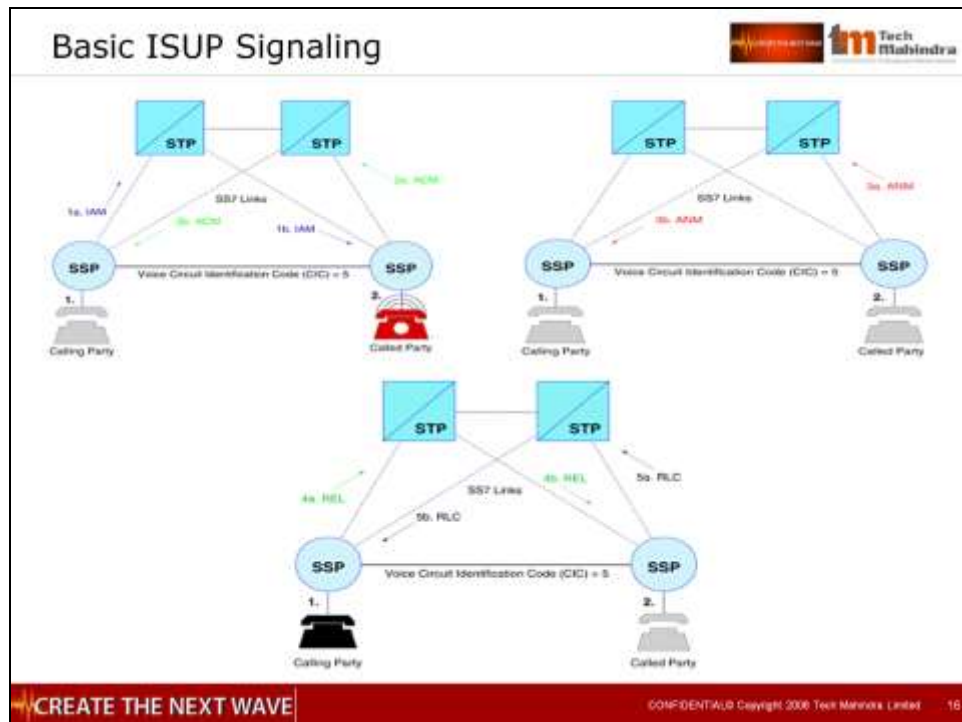 Basic ISUP Signaling
CREATE THE NEXT WAVE
Tech
Mahindra
STP
STP
2a. ACM
1a. IAM
SS7 Links
2b. ACM
1b. IAM
SSP
SSP
Voice Circuit Identification Code (CIC) = 5
1.
2.
Calling Party
Called Party
STP
STP
3a. ANM
SS7 Links
3b. ANM
SSP
SSP
Voice Circuit Identification Code (CIC) = 5
1.
2.
Calling Party
Called Party
STP
STP
4a. REL
4b. REL
5a. RLC
SS7 Links
5b. RLC
SSP
SSP
Voice Circuit Identification Code (CIC) = 5
1.
2.
Calling Party
Called Party
CREATE THE NEXT WAVE
CONFIDENTIAL© Copyright 2008 Tech Mahindra Limited
16